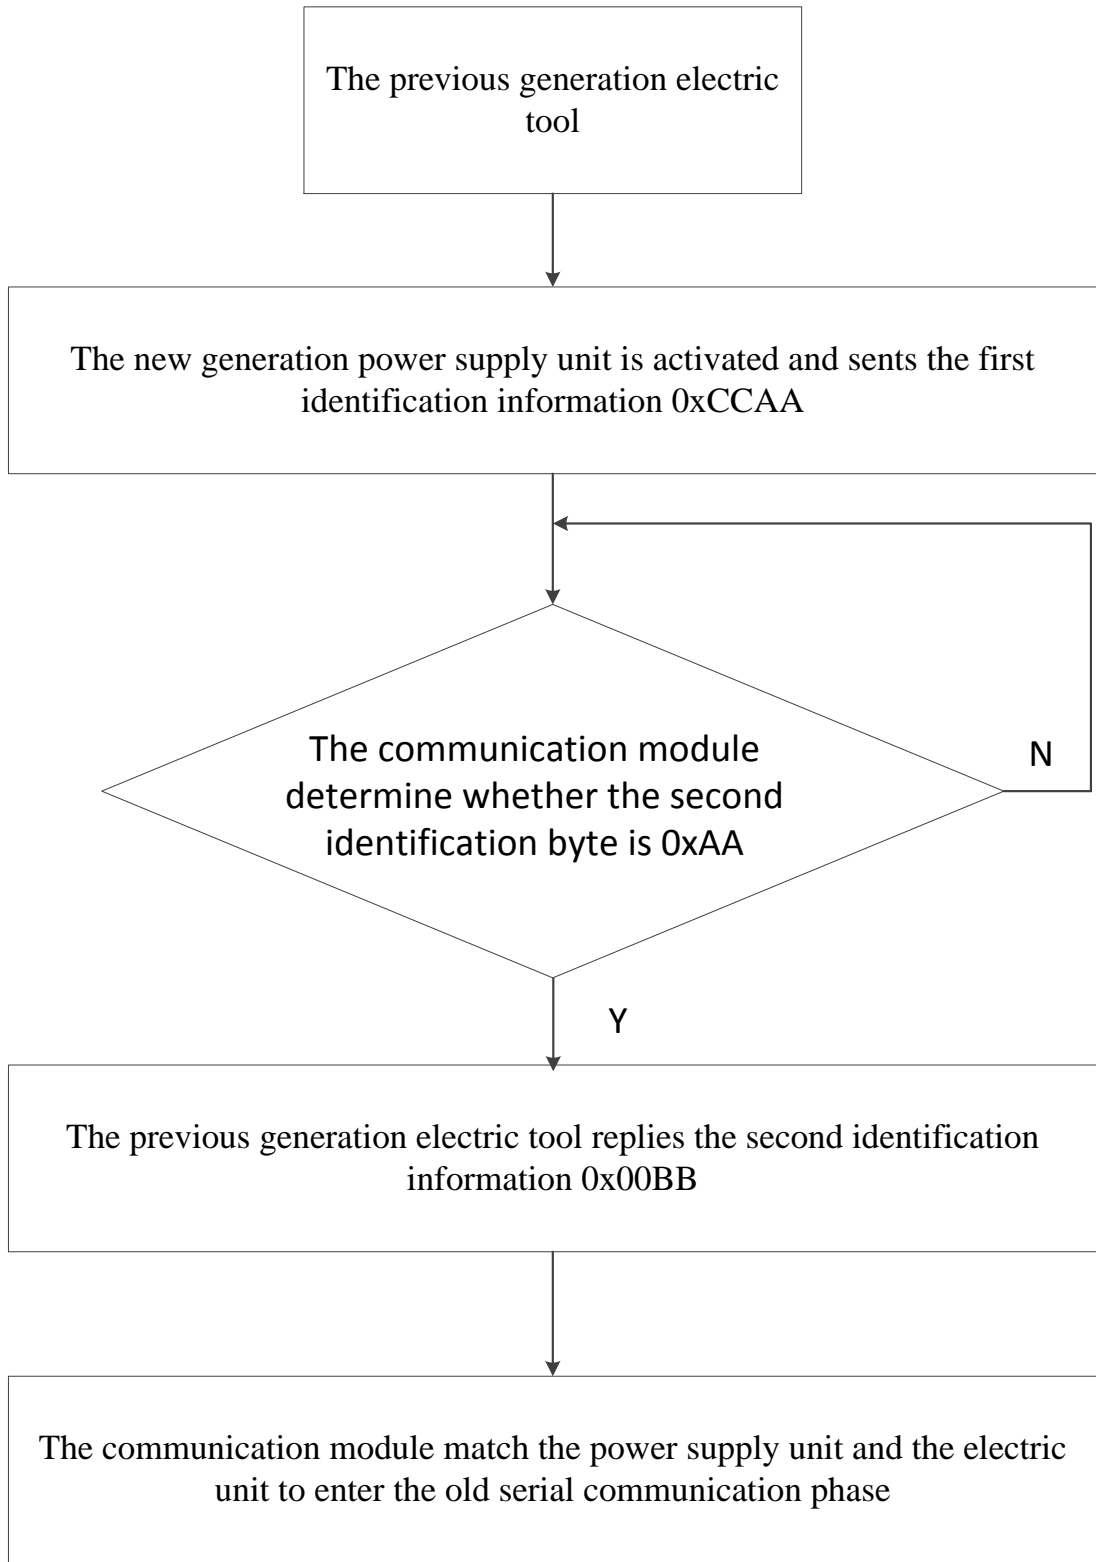 The previous generation electric
tool
The new generation power supply unit is activated and sents the first
identification information 0xCCAA
The communication module
determine whether the second
identification byte is 0xAA
N
Y
The previous generation electric tool replies the second identification
information 0x00BB
The communication module match the power supply unit and the electric
unit to enter the old serial communication phase